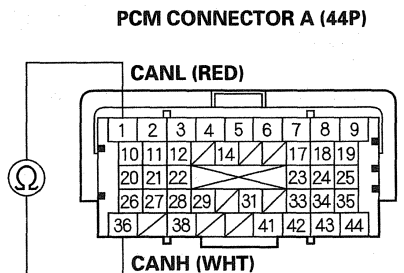 PCM CONNECTOR A (44P)
CANL (RED)
1 2 3 4 5 6 7 8 9
10 11 12 14 17 18 19
Ω 20 21 22 23 24 25
26 27 28 29 31 33 34 35
36 38 41 42 43 44
CANH (WHT)